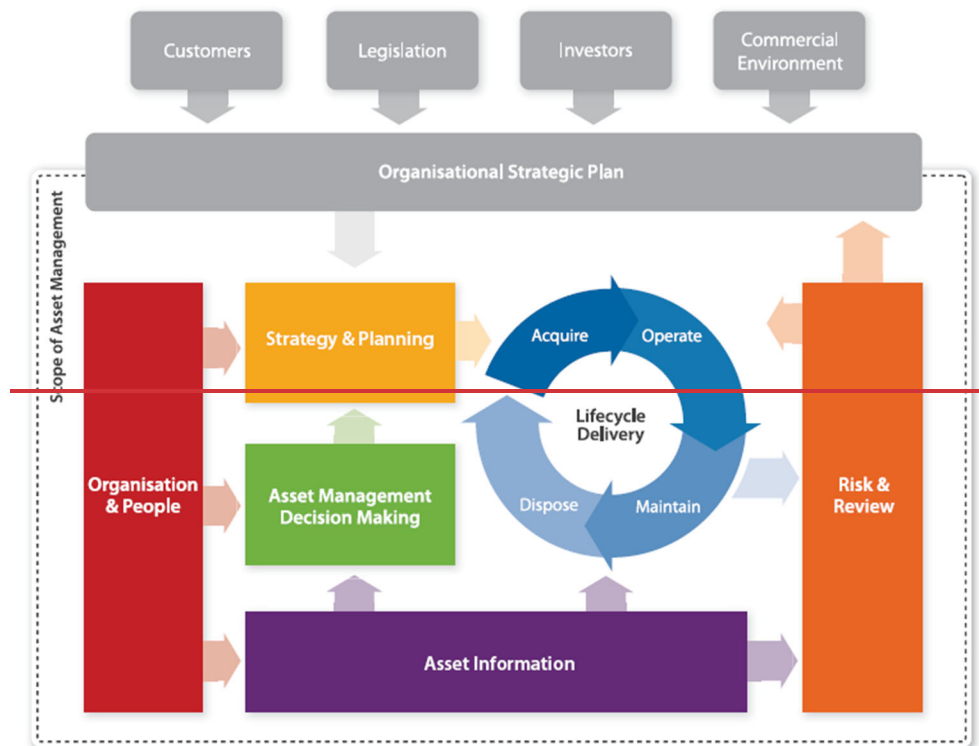 Customers
Legislation
Investors
Commercial
Environment
Organisational Strategic Plan
Scope of Asset Management
Organisation
& People
Strategy & Planning
Asset Management
Decision Making
Acquire
Operate
Lifecycle
Delivery
Dispose
Maintain
Risk &
Review
Asset Information